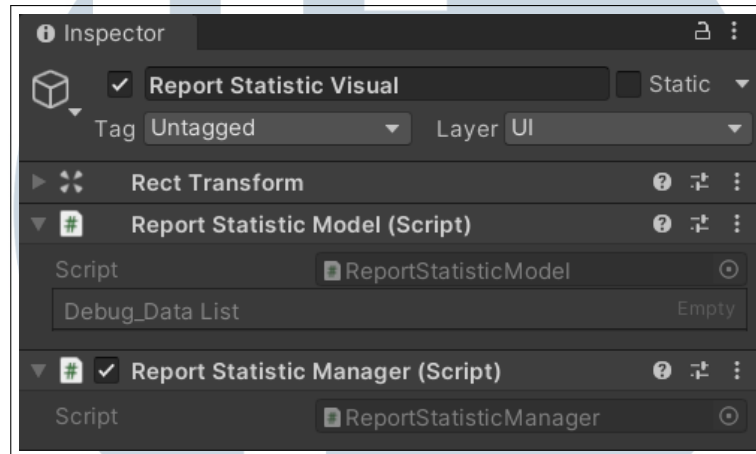 Inspector
Report Statistic Visual Static
Tag Untagged Layer UI
Rect Transform
# Report Statistic Model (Script)
Script # ReportStatisticModel
Debug_Data List Empty
# Report Statistic Manager (Script)
Script # ReportStatisticManager